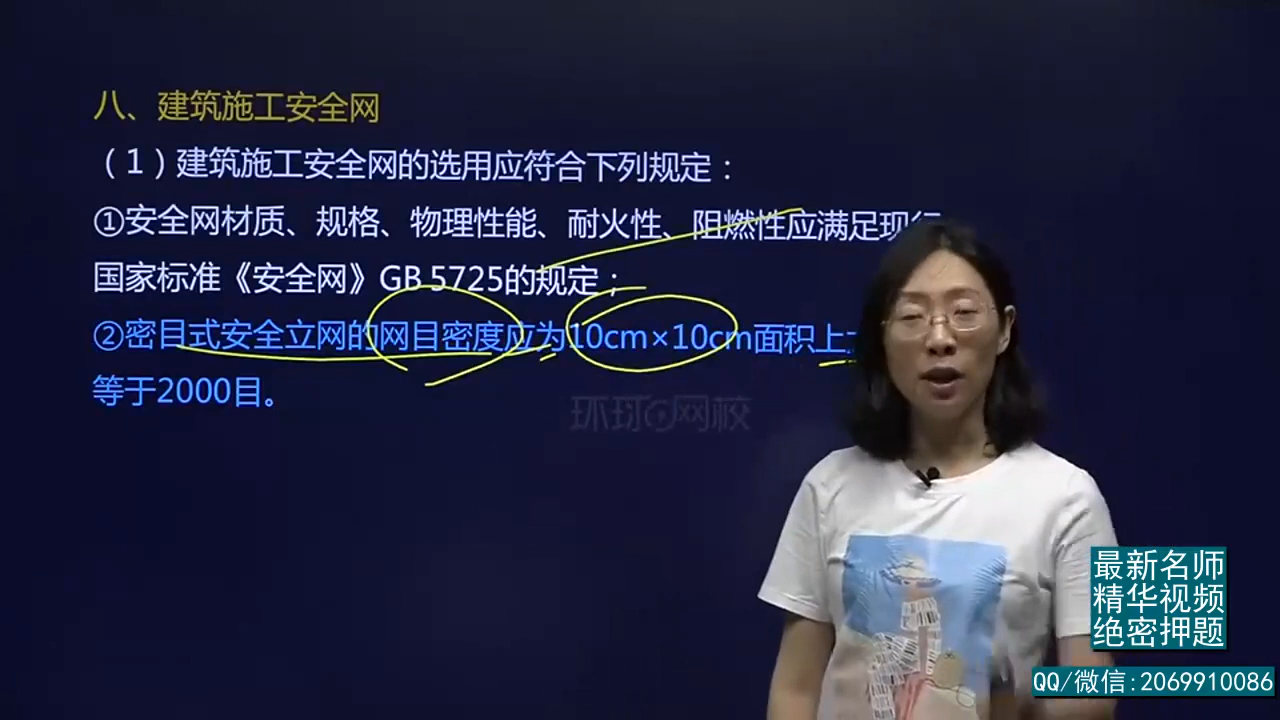 八、建筑施工安全网
（1）建筑施工安全网的选用应符合下列规定：
①安全网材质、规格、物理性能、耐火性、阻燃性应满足现行
国家标准《安全网》GB 5725的规定；
②密目式安全立网的网目密度应为10cm×10cm面积上
等于2000目。
环球网校
最新名师
精华视频
绝密押题
QQ/微信:2069910086